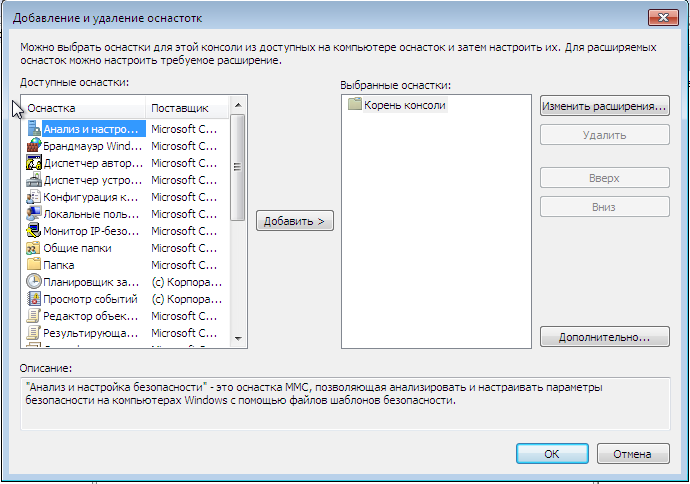 Добавление и удаление оснастотк
Можно выбрать оснастки для этой консоли из доступных на компьютере оснасток и затем настроить их. Для расширяемых
оснасток можно настроить требуемое расширение.
Доступные оснастки:
Оснастка Поставщик
Анализ и настро... Microsoft C...
Брандмауэр Wind... Microsoft C...
Диспетчер автор... Microsoft C...
Диспетчер устро... Microsoft C...
Конфигурация к... Microsoft C...
Локальные поль... Microsoft C...
Монитор IP-безо... Microsoft C...
Общие папки Microsoft C...
Папка Microsoft C...
Планировщик за... (c) Корпора...
Просмотр событий (c) Корпора...
Редактор объек... Microsoft C...
Результирующа... Microsoft C...
Добавить >
Выбранные оснастки:
Корень консоли
Изменить расширения...
Удалить
Вверх
Вниз
Дополнительно...
Описание:
"Анализ и настройка безопасности" - это оснастка MMC, позволяющая анализировать и настраивать параметры
безопасности на компьютерах Windows с помощью файлов шаблонов безопасности.
ОК
Отмена